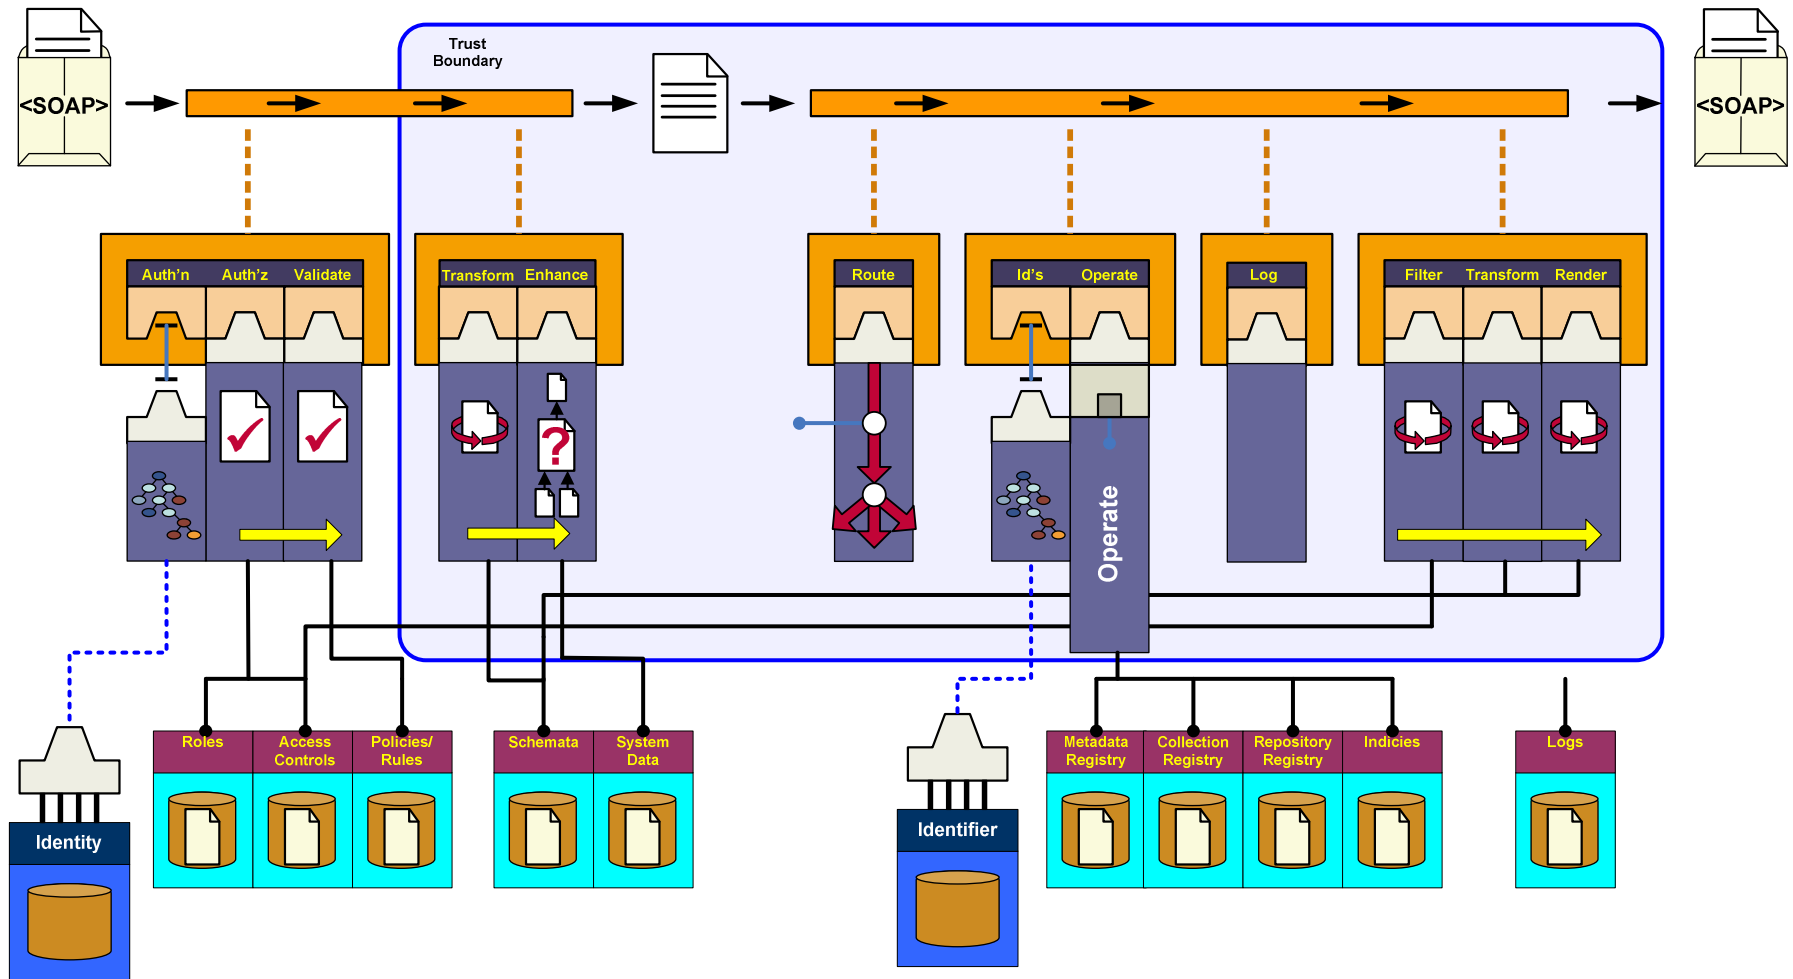 Trust
Boundary
<SOAP>
<SOAP>
Auth'n
Auth'z
Validate
Transform
Enhance
Route
Id's
Operate
Log
Filter
Transform
Render
?
Operate
Roles
Access
Controls
Policies/
Rules
Schemata
System
Data
Metadata
Registry
Collection
Registry
Repository
Registry
Indicies
Logs
Identity
Identifier